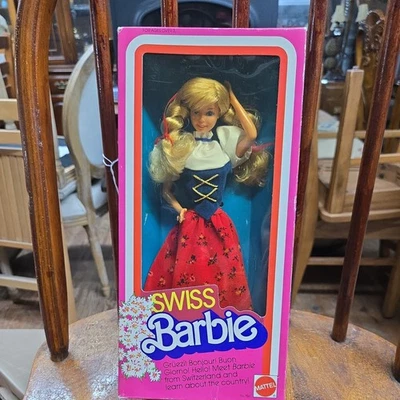 SWISS
Barbie
Grüezi! Bonjour! Buon
Giorno! Hello! Meet Barbie
from Switzerland and
learn about the country!
MATTEL